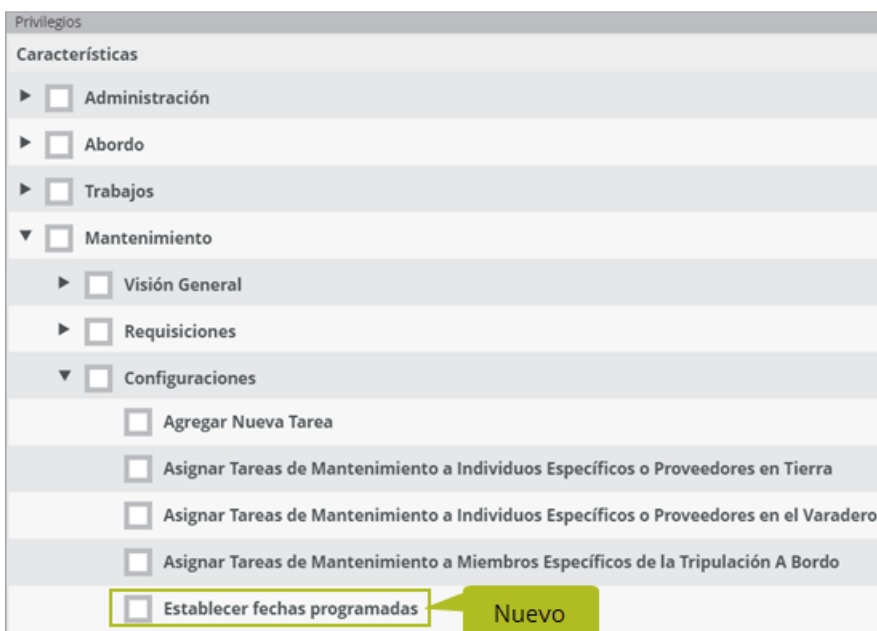 Privilegios
Características
Administración
Abordo
Trabajos
Mantenimiento
Visión General
Requisiciones
Configuraciones
Agregar Nueva Tarea
Asignar Tareas de Mantenimiento a Individuos Específicos o Proveedores en Tierra
Asignar Tareas de Mantenimiento a Individuos Específicos o Proveedores en el Varadero
Asignar Tareas de Mantenimiento a Miembros Específicos de la Tripulación A Bordo
Establecer fechas programadas
Nuevo